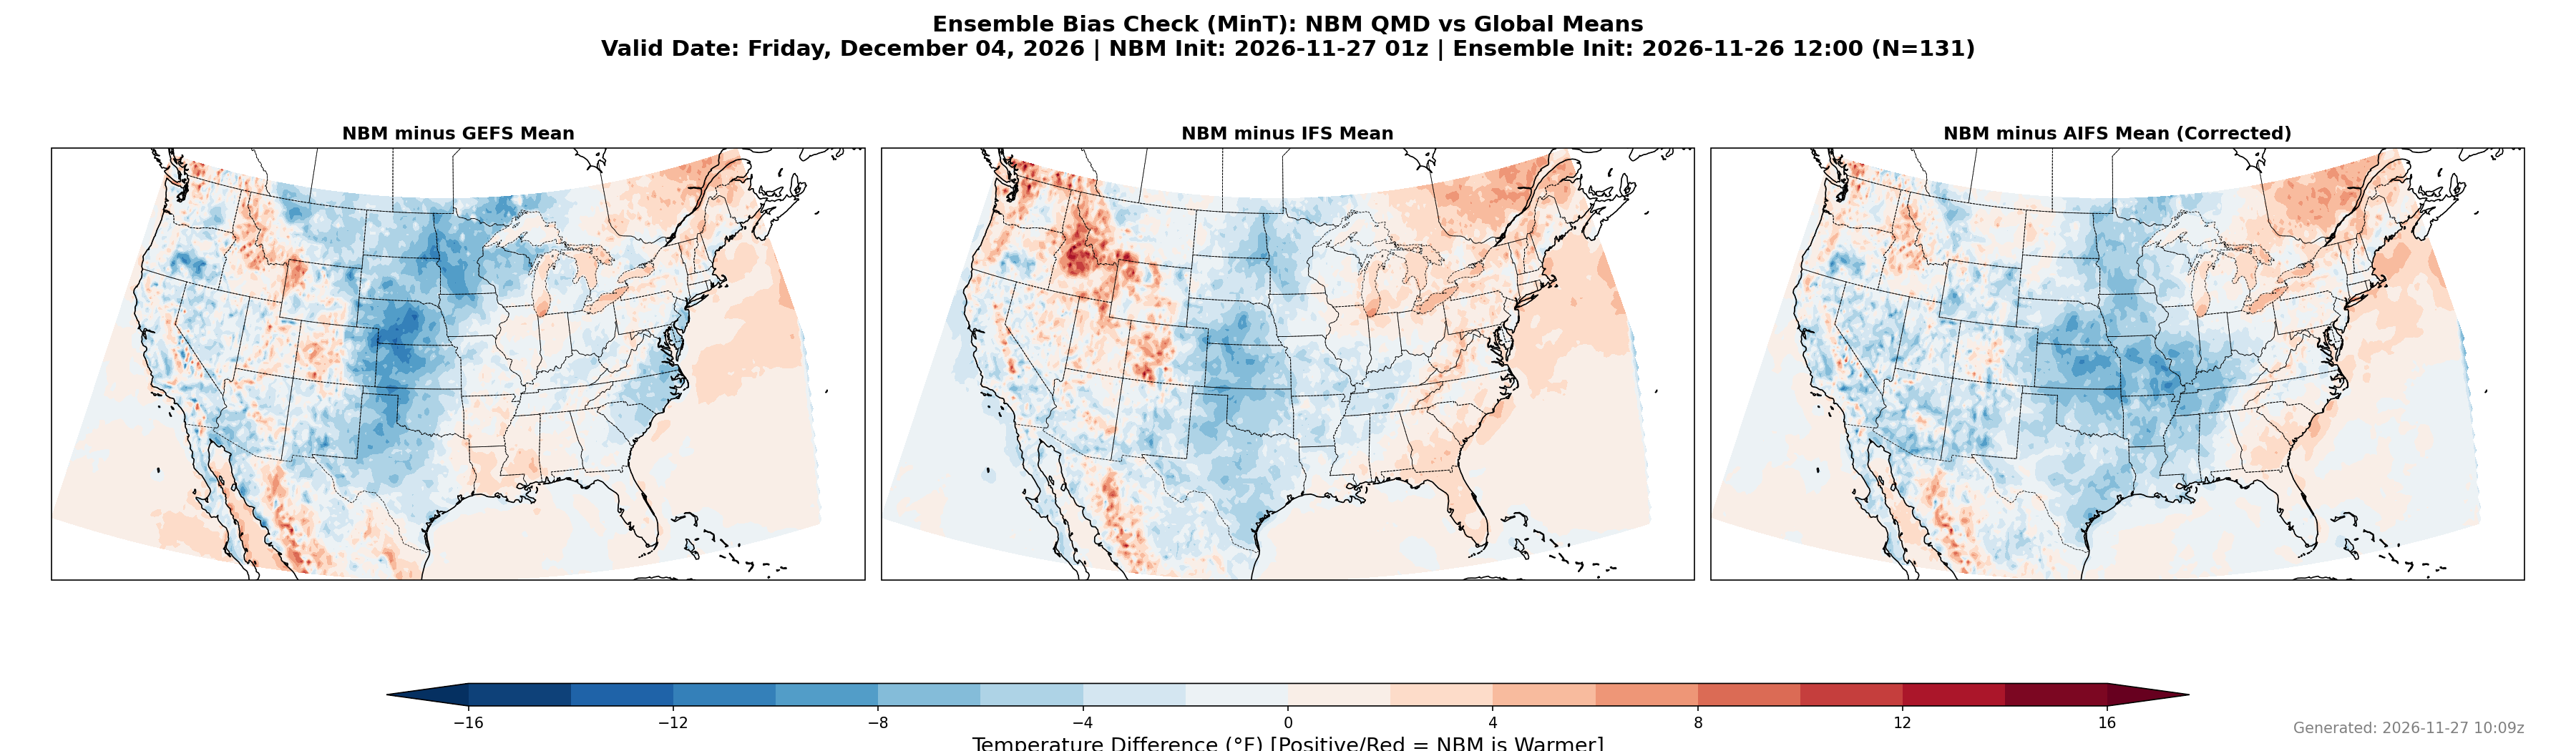 Ensemble Bias Check (MinT): NBM QMD vs Global Means
Valid Date: Friday, December 04, 2026 | NBM Init: 2026-11-27 01z | Ensemble Init: 2026-11-26 12:00 (N=131)
NBM minus GEFS Mean
NBM minus IFS Mean
NBM minus AIFS Mean (Corrected)
−16 −12 −8 −4 0 4 8 12 16
Temperature Difference (°F) [Positive/Red = NBM is Warmer]
Generated: 2026-11-27 10:09z